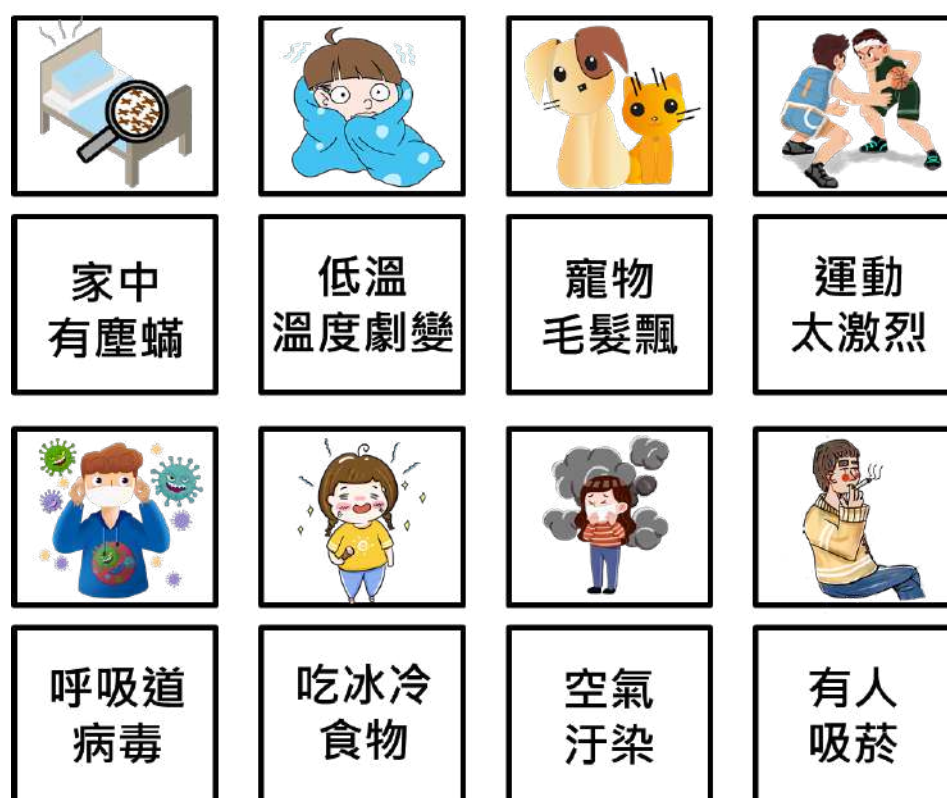 家中
有塵蟎
低溫
溫度劇變
寵物
毛髮飄
運動
太激烈
呼吸道
病毒
吃冰冷
食物
空氣
汙染
有人
吸菸